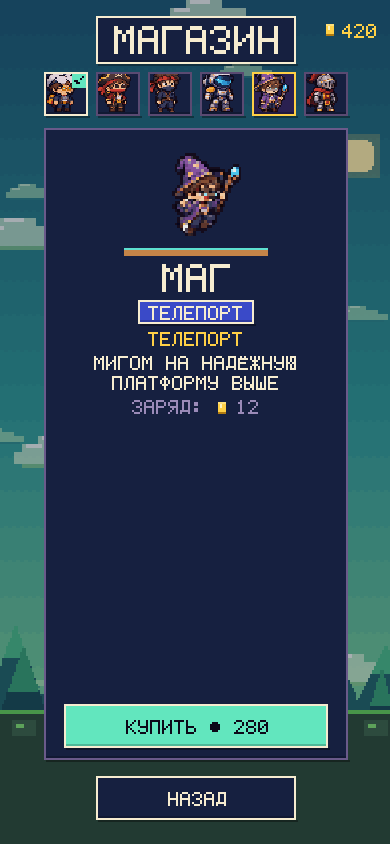 МАГАЗИН
420
МАГ
ТЕЛЕПОРТ
ТЕЛЕПОРТ
МИГОМ НА НАДЁЖНУЮ
ПЛАТФОРМУ ВЫШЕ
ЗАРЯД: 12
КУПИТЬ ● 280
НАЗАД